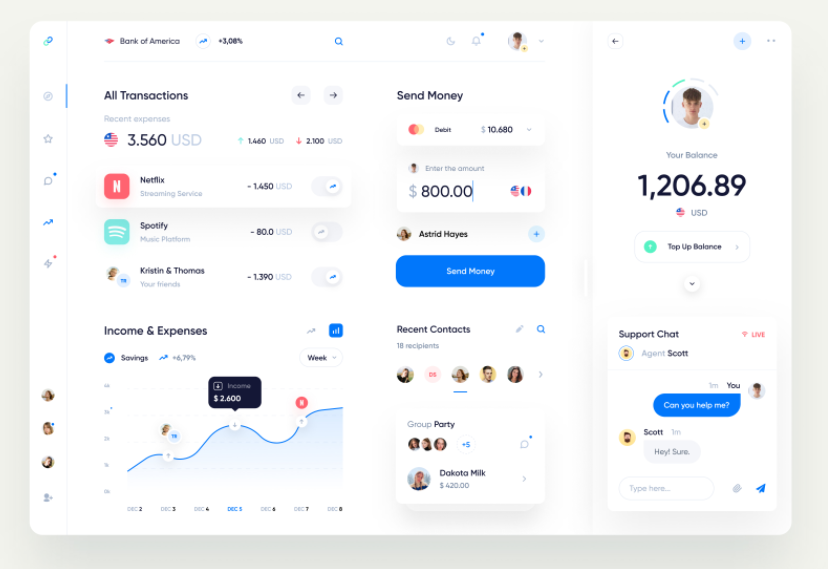 Bank of America
+3,08%
All Transactions
Recent expenses
3.560 USD
1.460 USD
2.100 USD
N
Netflix
Streaming Service
- 1.450 USD
Spotify
Music Platform
- 80.0 USD
TB
Kristin & Thomas
Your friends
- 1.390 USD
Income & Expenses
Savings
+6,79%
Week
Income
$ 2.600
N
TB
4k
3k
2k
1k
DEC 2
DEC 3
DEC 4
DEC 5
DEC 6
DEC 7
DEC 8
Send Money
Debit
$ 10.680
Enter the amount
$ 800.00
Astrid Hayes
Send Money
Recent Contacts
18 recipients
DS
Group Party
+5
Dakota Milk
$ 420.00
Your Balance
1,206.89
USD
Top Up Balance
Support Chat
LIVE
Agent Scott
1m You
Can you help me?
Scott 1m
Hey! Sure.
Type here...